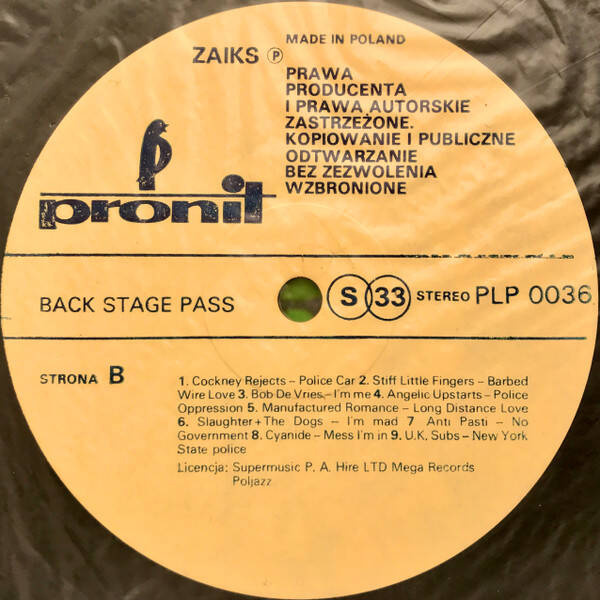 MADE IN POLAND
ZAIKS Ⓟ
PRAWA
PRODUCENTA
I PRAWA AUTORSKIE
ZASTRZEŻONE.
KOPIOWANIE I PUBLICZNE
ODTWARZANIE
BEZ ZEZWOLENIA
WZBRONIONE
pronit
BACK STAGE PASS
S 33 STEREO PLP 0036
STRONA B
1. Cockney Rejects – Police Car 2. Stiff Little Fingers – Barbed
Wire Love 3. Bob De Vries – I'm me 4. Angelic Upstarts – Police
Oppression 5. Manufactured Romance – Long Distance Love
6. Slaughter + The Dogs – I'm mad 7 Anti Pasti – No
Government 8. Cyanide – Mess I'm in 9. U.K. Subs – New York
State police
Licencja: Supermusic P. A. Hire LTD Mega Records
Poljazz